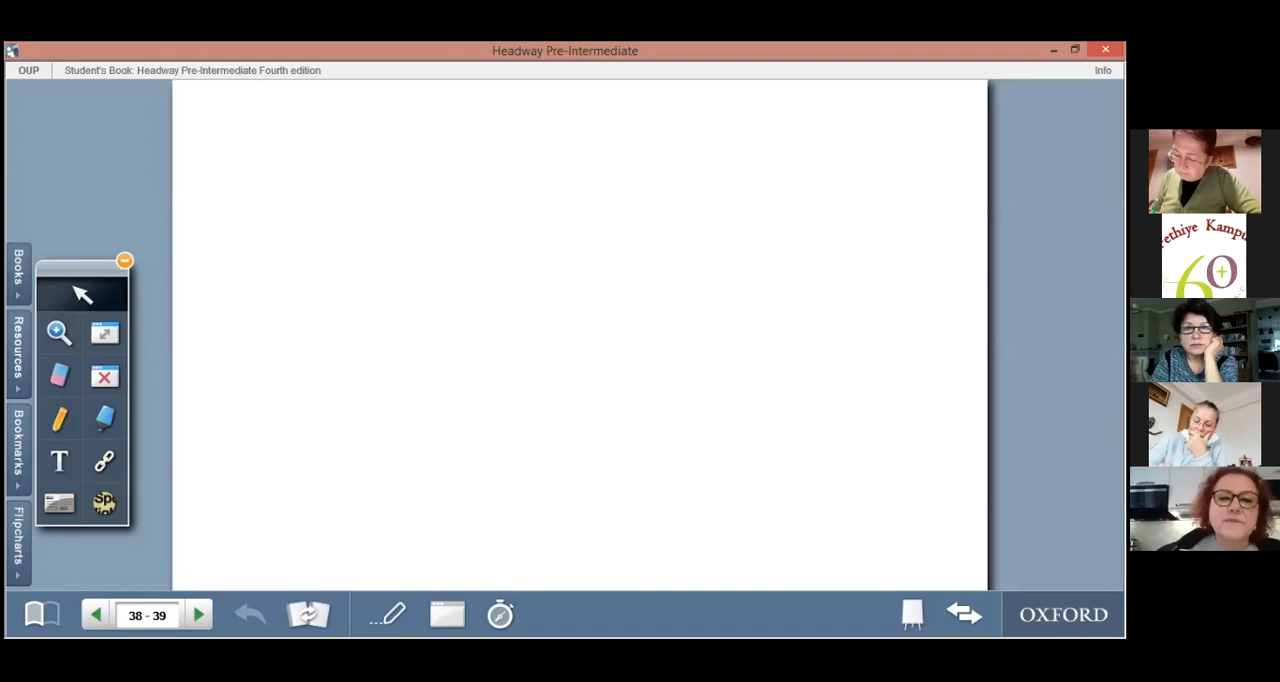 Headway Pre-Intermediate
OUP
Student's Book: Headway Pre-Intermediate Fourth edition
Info
Books
Resources
Bookmarks
Flipcharts
T
38 - 39
OXFORD
ethiye Kampu
60+